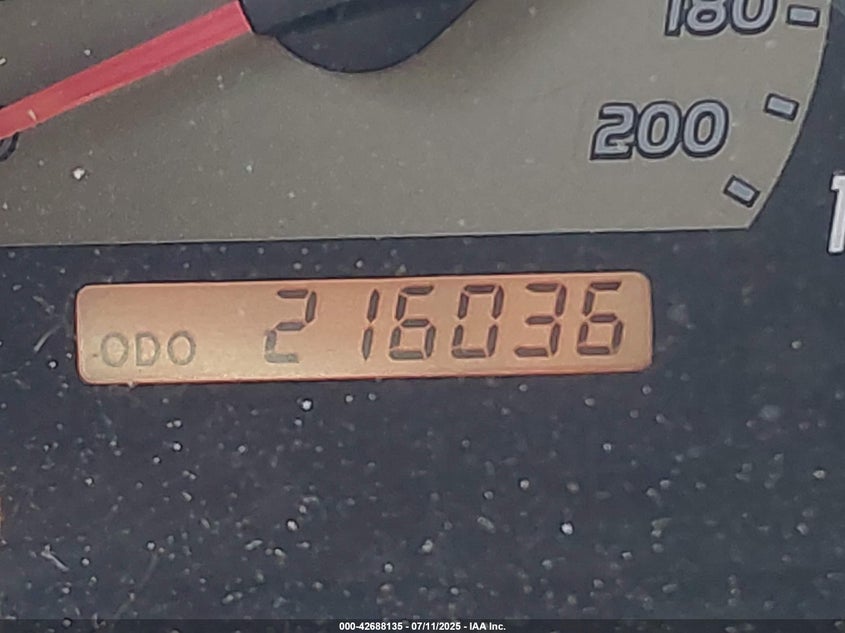 180
200
ODO 216036
000-42688135 - 07/11/2025 - IAA Inc.